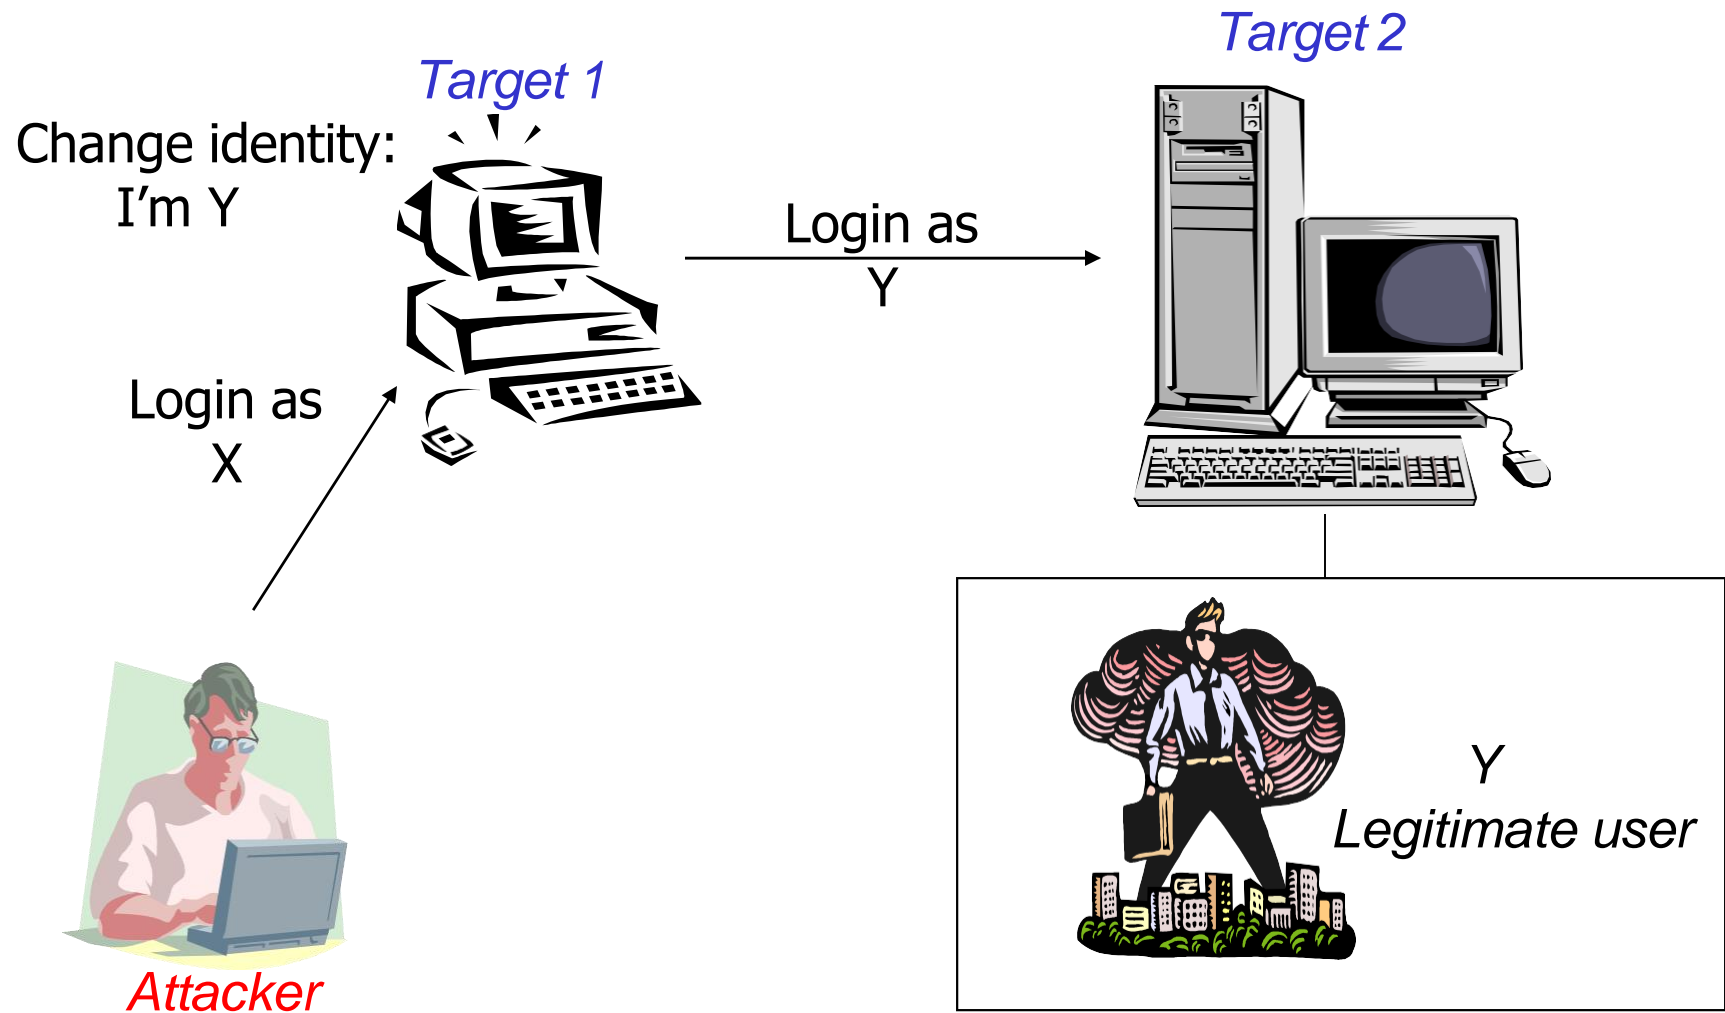 Target 2
Target 1
Change identity:
I’m Y
Login as
Y
Login as
X
Y
Legitimate user
Attacker